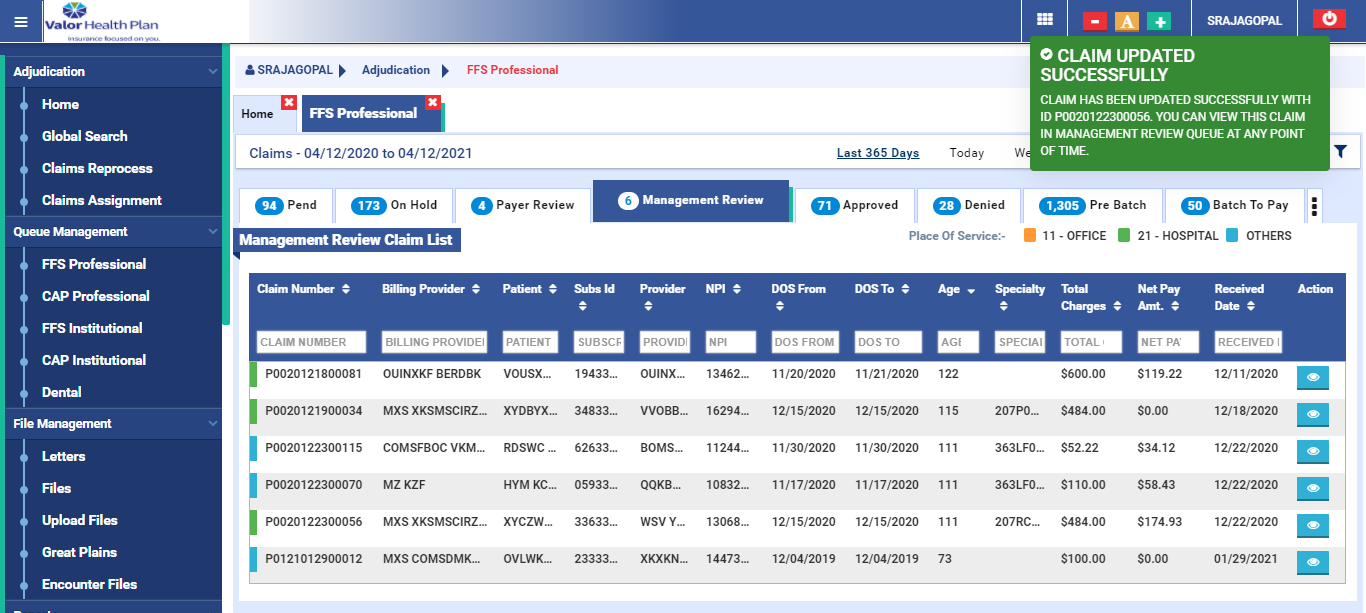 Valor Health Plan
Insurance focused on you.
A
SRAJAGOPAL
CLAIM UPDATED
SUCCESSFULLY
CLAIM HAS BEEN UPDATED SUCCESSFULLY WITH
ID P0020122300056. YOU CAN VIEW THIS CLAIM
IN MANAGEMENT REVIEW QUEUE AT ANY POINT
OF TIME.
Adjudication
Home
Global Search
Claims Reprocess
Claims Assignment
Queue Management
FFS Professional
CAP Professional
FFS Institutional
CAP Institutional
Dental
File Management
Letters
Files
Upload Files
Great Plains
Encounter Files
SRAJAGOPAL Adjudication FFS Professional
Home FFS Professional
Claims - 04/12/2020 to 04/12/2021 Last 365 Days Today We
94 Pend 173 On Hold 4 Payer Review 6 Management Review 71 Approved 28 Denied 1,305 Pre Batch 50 Batch To Pay
Management Review Claim List Place Of Service:- 11 - OFFICE 21 - HOSPITAL OTHERS
Claim Number Billing Provider Patient Subs Id Provider NPI DOS From DOS To Age Specialty Total Charges Net Pay Amt. Received Date Action
CLAIM NUMBER BILLING PROVIDE PATIENT SUBSCR PROVIDI NPI DOS FROM DOS TO AGE SPECIAL TOTAL NET PA RECEIVED
P0020121800081 OUINXKF BERDBK VOUSX... 19433... OUINX... 13462... 11/20/2020 11/21/2020 122 $600.00 $119.22 12/11/2020
P0020121900034 MXS XKSMSCIRZ... XYDBYX... 34833... VVOBB... 16294... 12/15/2020 12/15/2020 115 207P0... $484.00 $0.00 12/18/2020
P0020122300115 COMSFBOC VKM... RDSWC ... 62633... BOMS... 11244... 11/30/2020 11/30/2020 111 363LF0... $52.22 $34.12 12/22/2020
P0020122300070 MZ KZF HYM KC... 05933... QQKB... 10832... 11/17/2020 11/17/2020 111 363LF0... $110.00 $58.43 12/22/2020
P0020122300056 MXS XKSMSCIRZ... XYCZW... 33633... WSV Y... 13068... 12/15/2020 12/15/2020 111 207RC... $484.00 $174.93 12/22/2020
P0121012900012 MXS COMSDMK... OVLWK... 23333... XKXKN... 14473... 12/04/2019 12/04/2019 73 $100.00 $0.00 01/29/2021